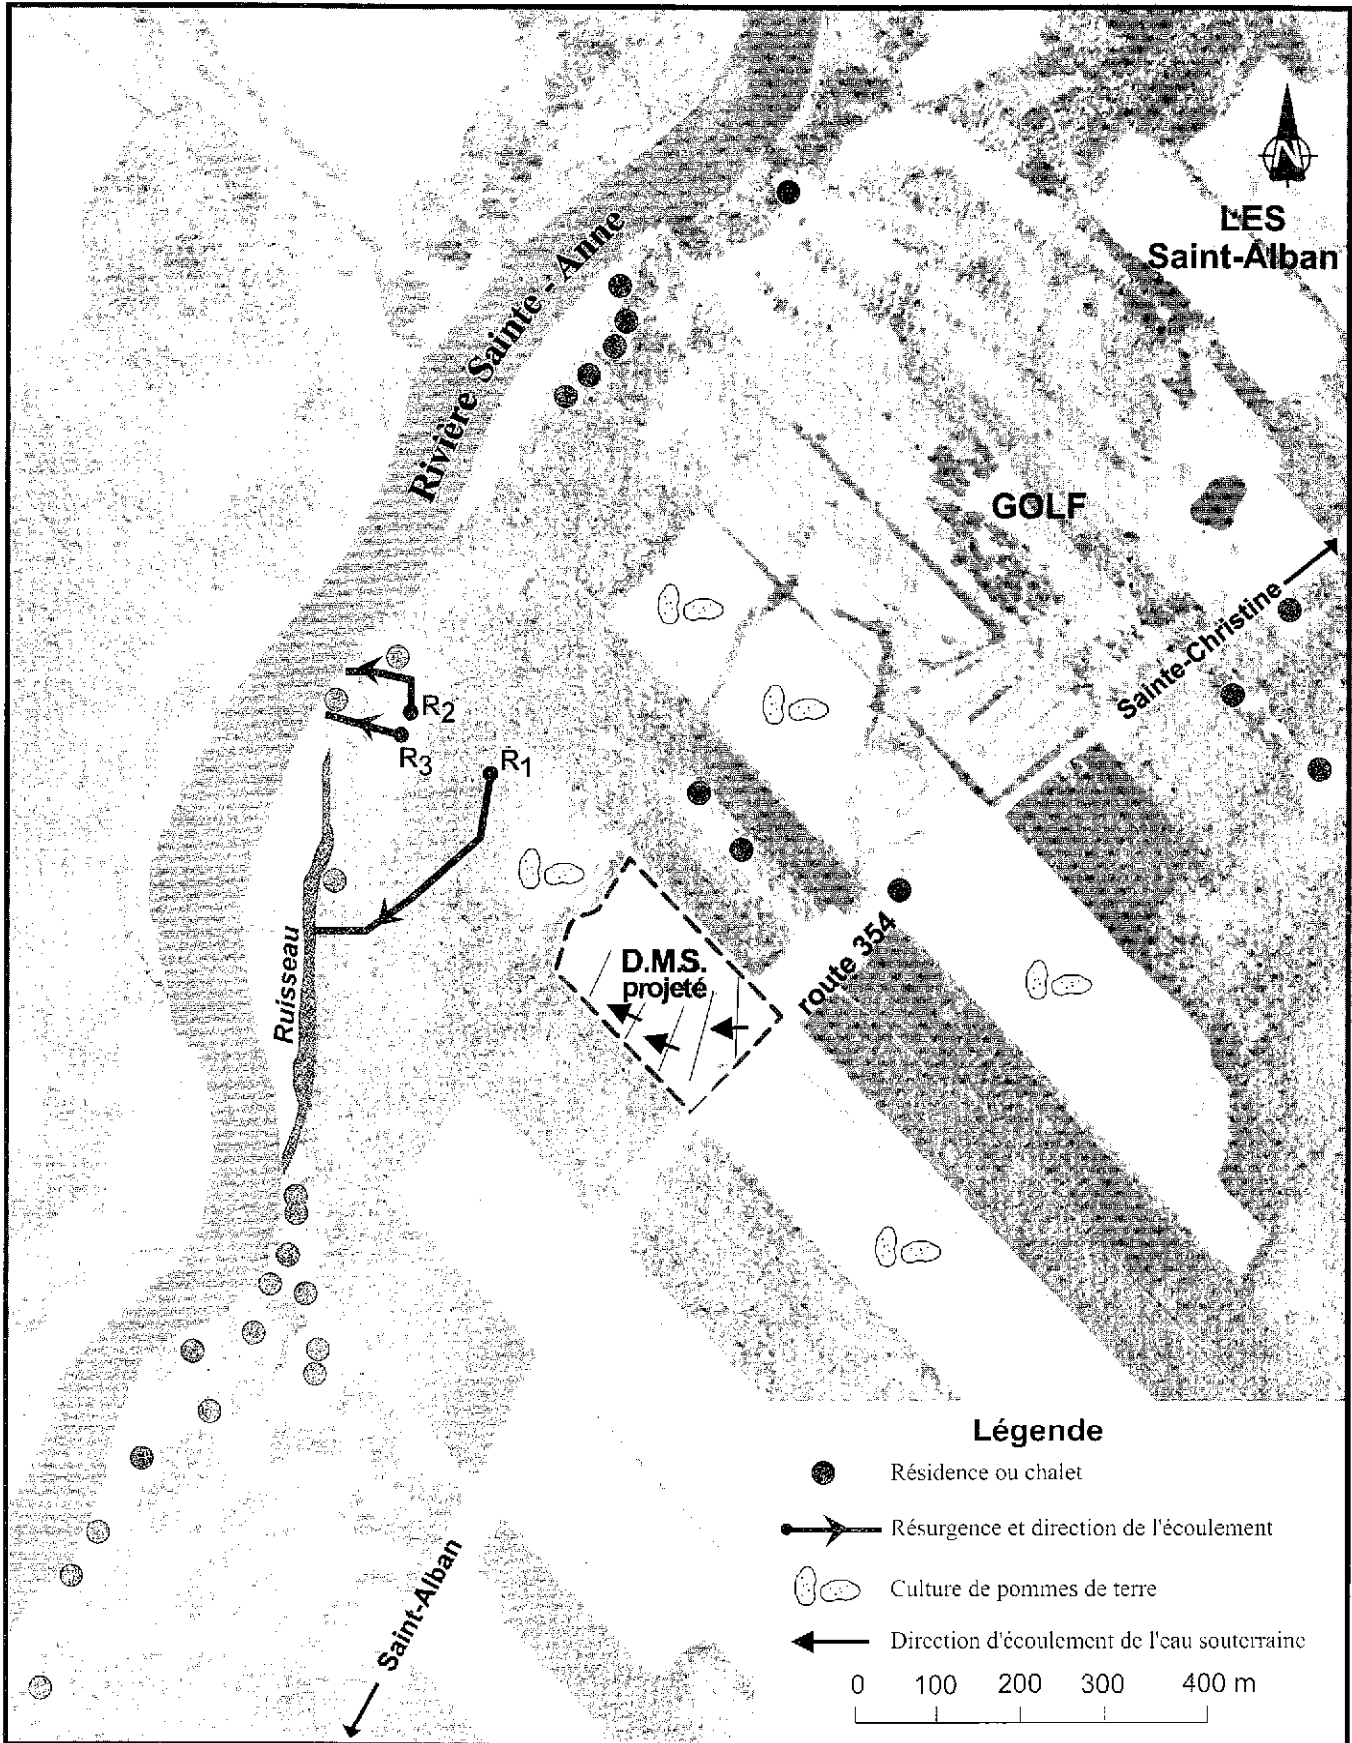 N
LES
Saint-Alban
Rivière Sainte - Anne
GOLF
Sainte-Christine
R2
R3
R1
D.M.S.
projeté
route 354
Ruisseau
Saint-Alban
Légende
Résidence ou chalet
Résurgence et direction de l'écoulement
Culture de pommes de terre
Direction d'écoulement de l'eau souterraine
0 100 200 300 400 m